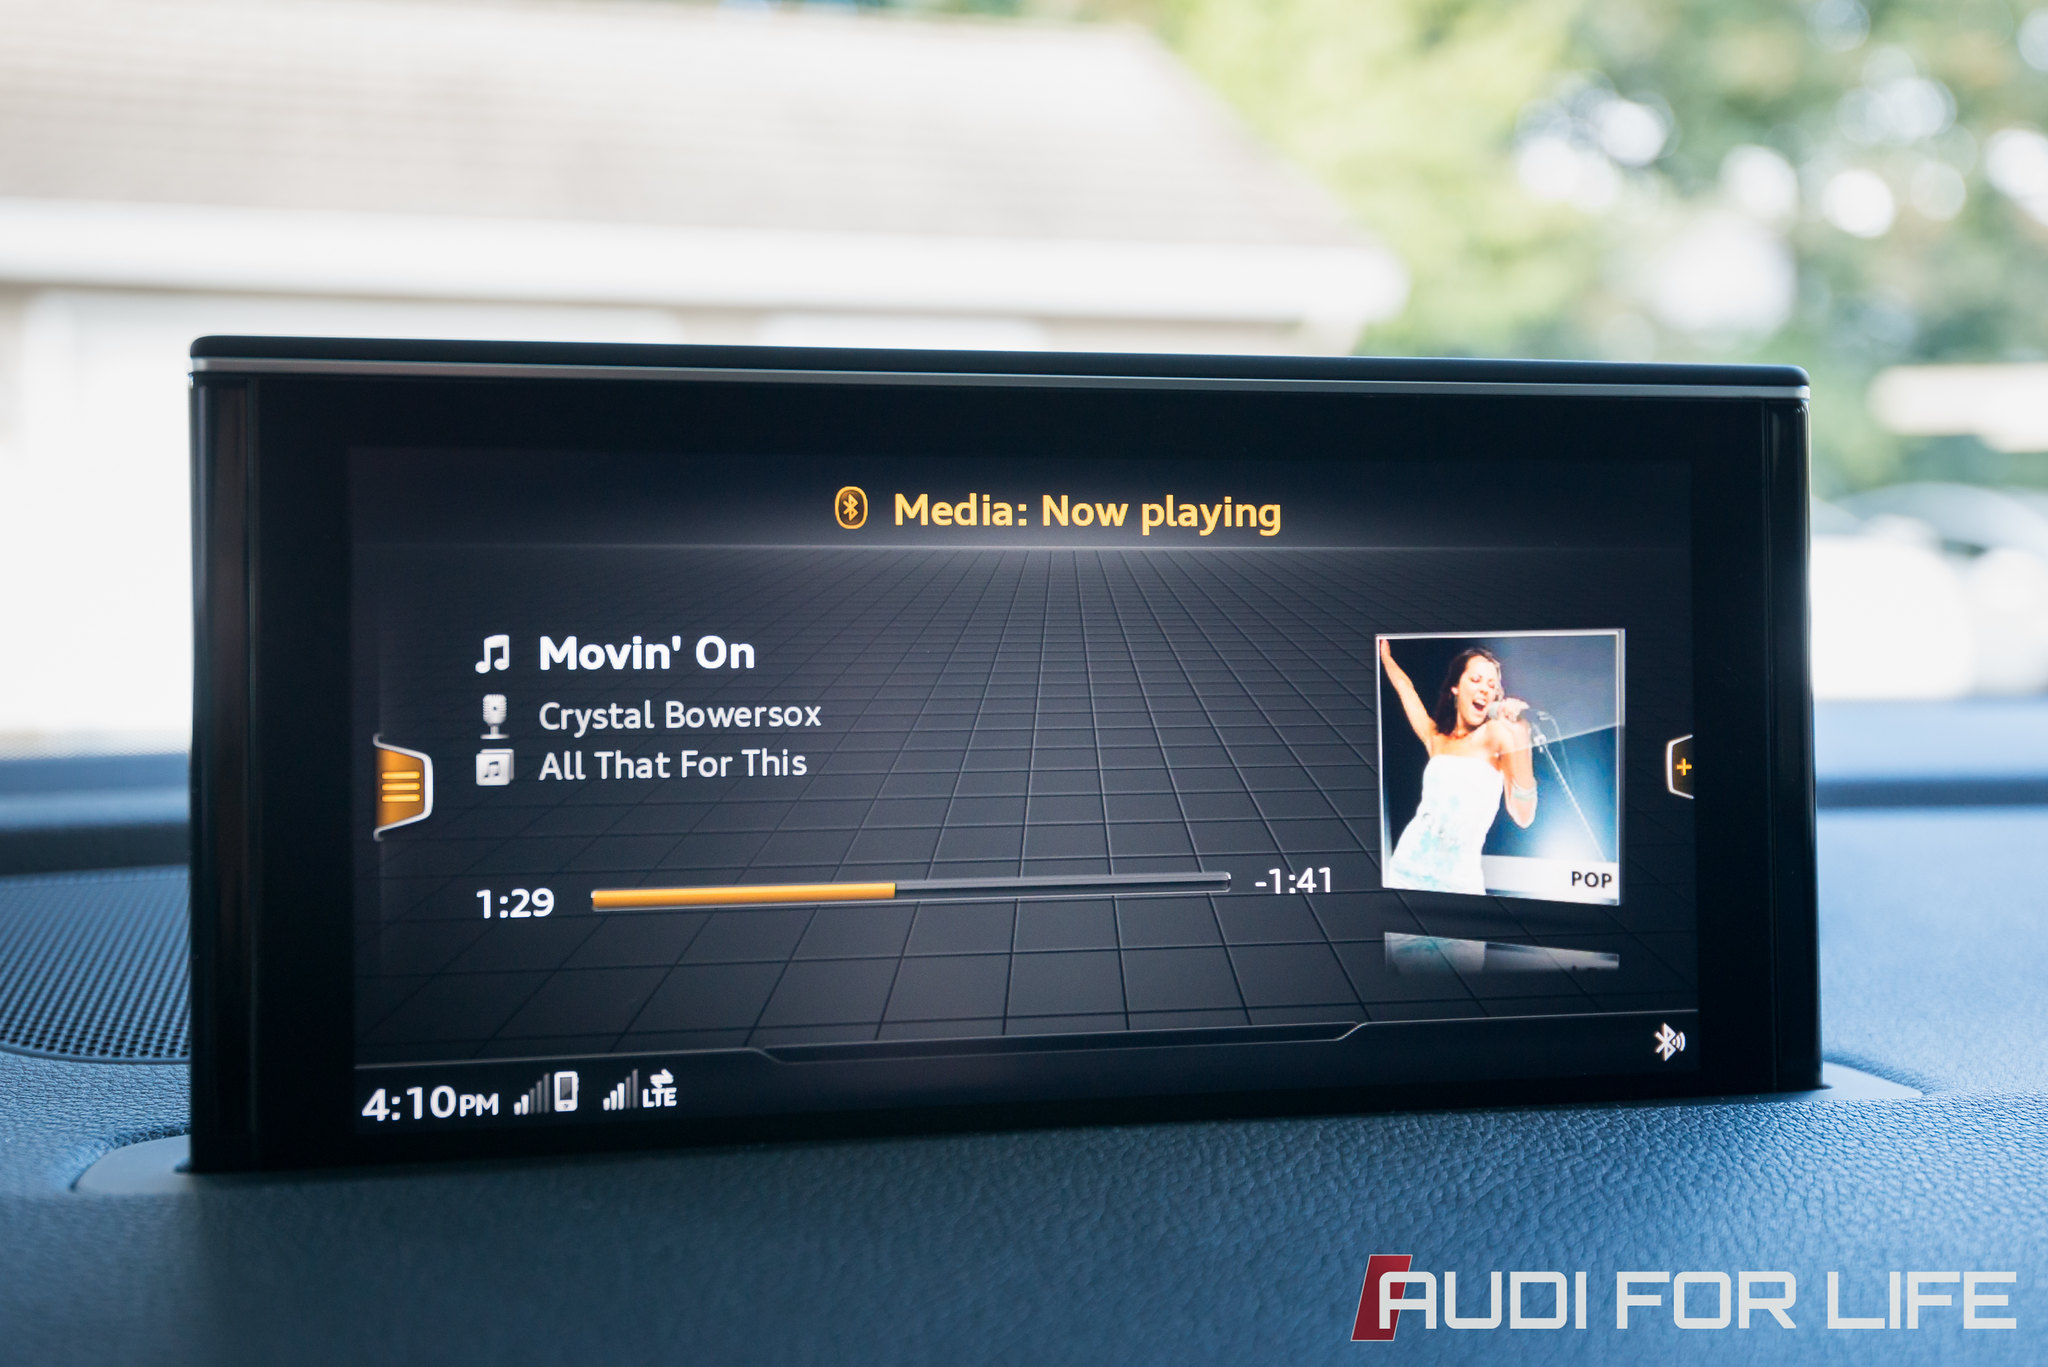 Media: Now playing
Movin' On
Crystal Bowersox
All That For This
1:29
-1:41
POP
4:10PM
LTE
AUDI FOR LIFE